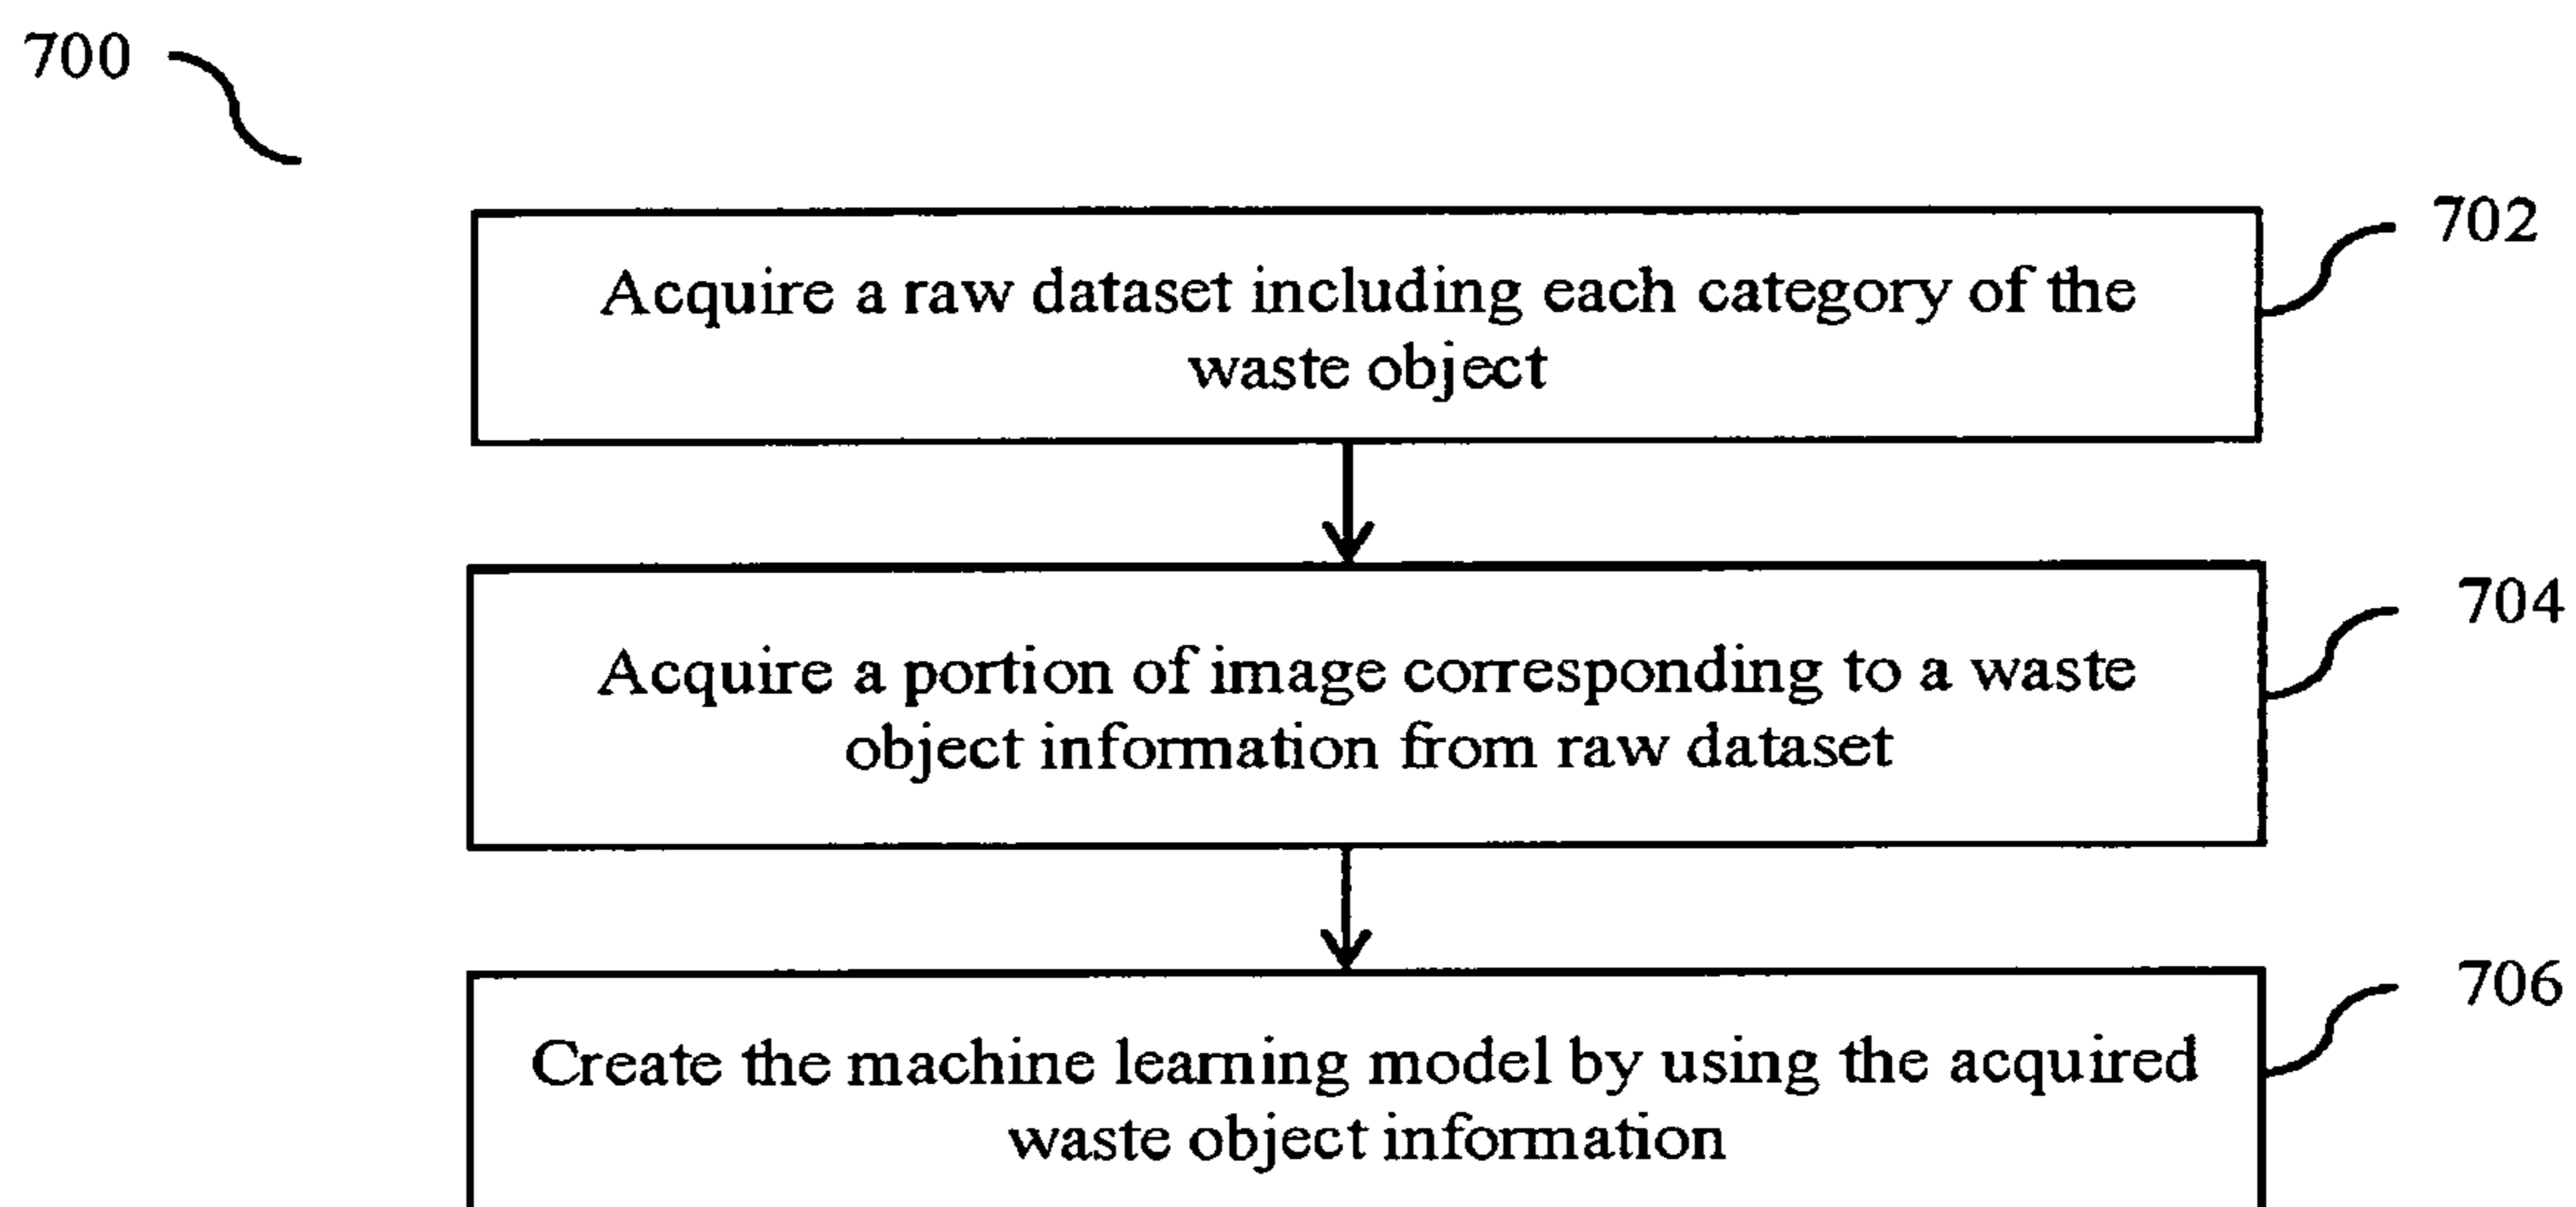 700
702
Acquire a raw dataset including each category of the
waste object
704
Acquire a portion of image corresponding to a waste
object information from raw dataset
706
Create the machine learning model by using the acquired
waste object information